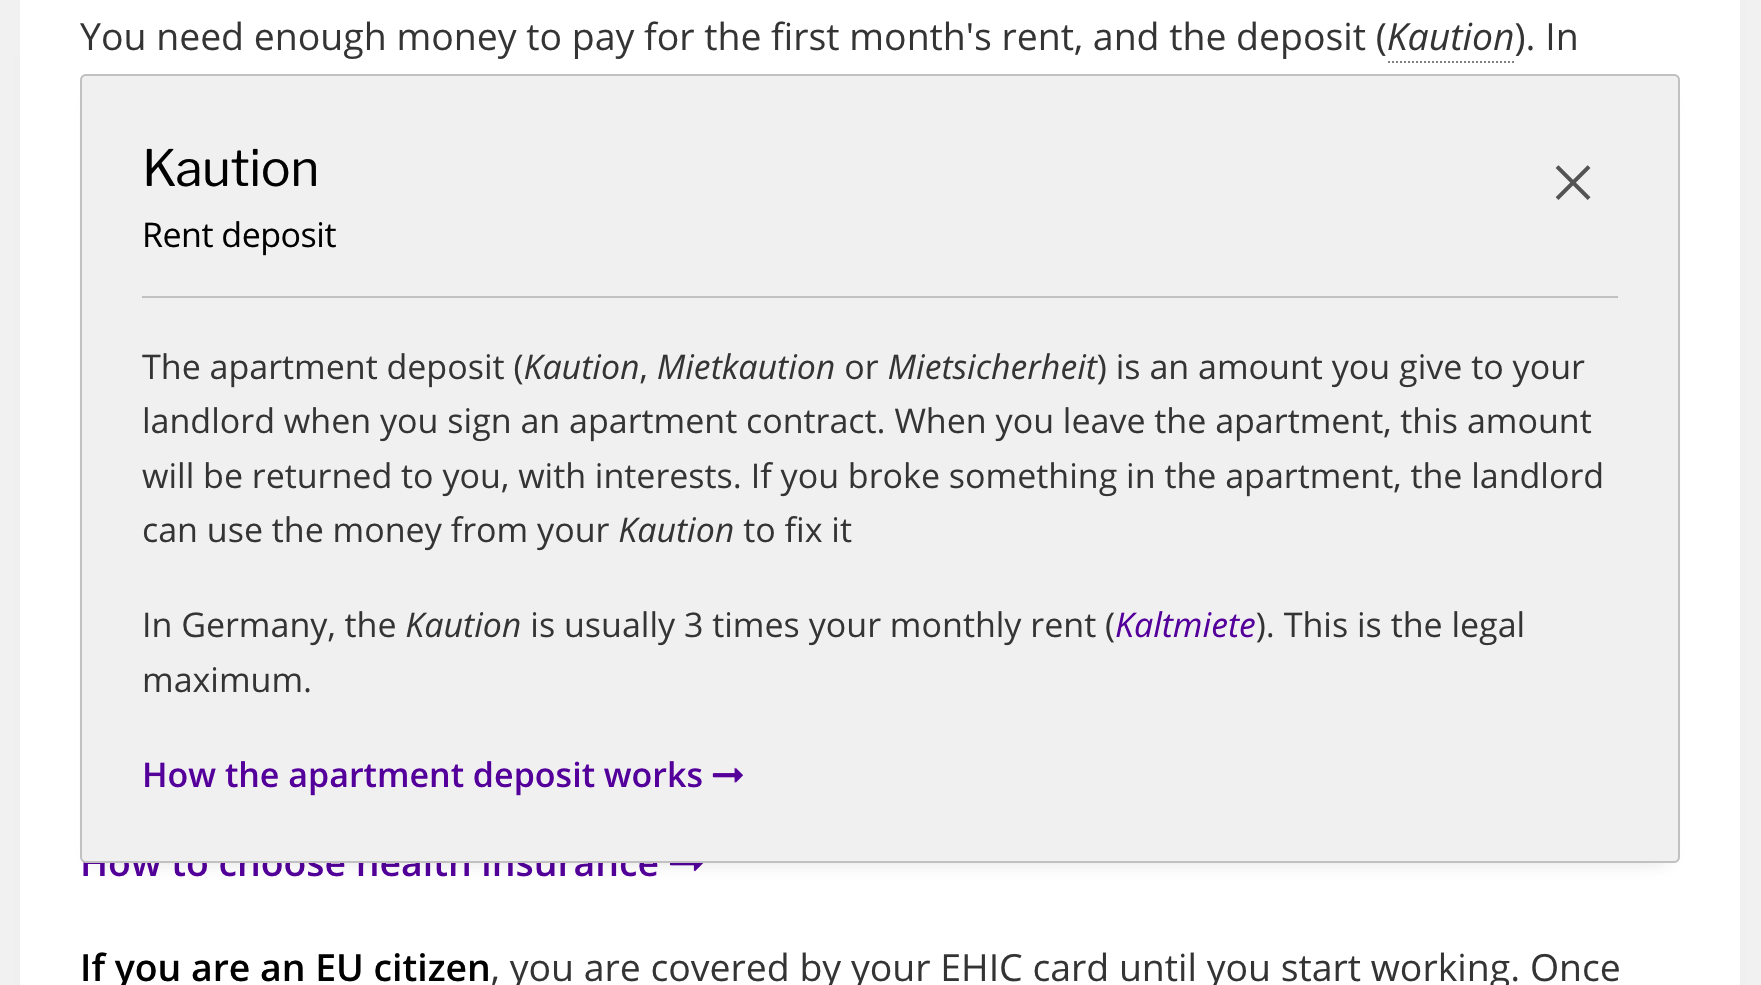 You need enough money to pay for the first month's rent, and the deposit (Kaution). In
Kaution
Rent deposit
The apartment deposit (Kaution, Mietkaution or Mietsicherheit) is an amount you give to your
landlord when you sign an apartment contract. When you leave the apartment, this amount
will be returned to you, with interests. If you broke something in the apartment, the landlord
can use the money from your Kaution to fix it
In Germany, the Kaution is usually 3 times your monthly rent (Kaltmiete). This is the legal
maximum.
How the apartment deposit works →
How to choose health insurance →
If you are an EU citizen, you are covered by your EHIC card until you start working. Once